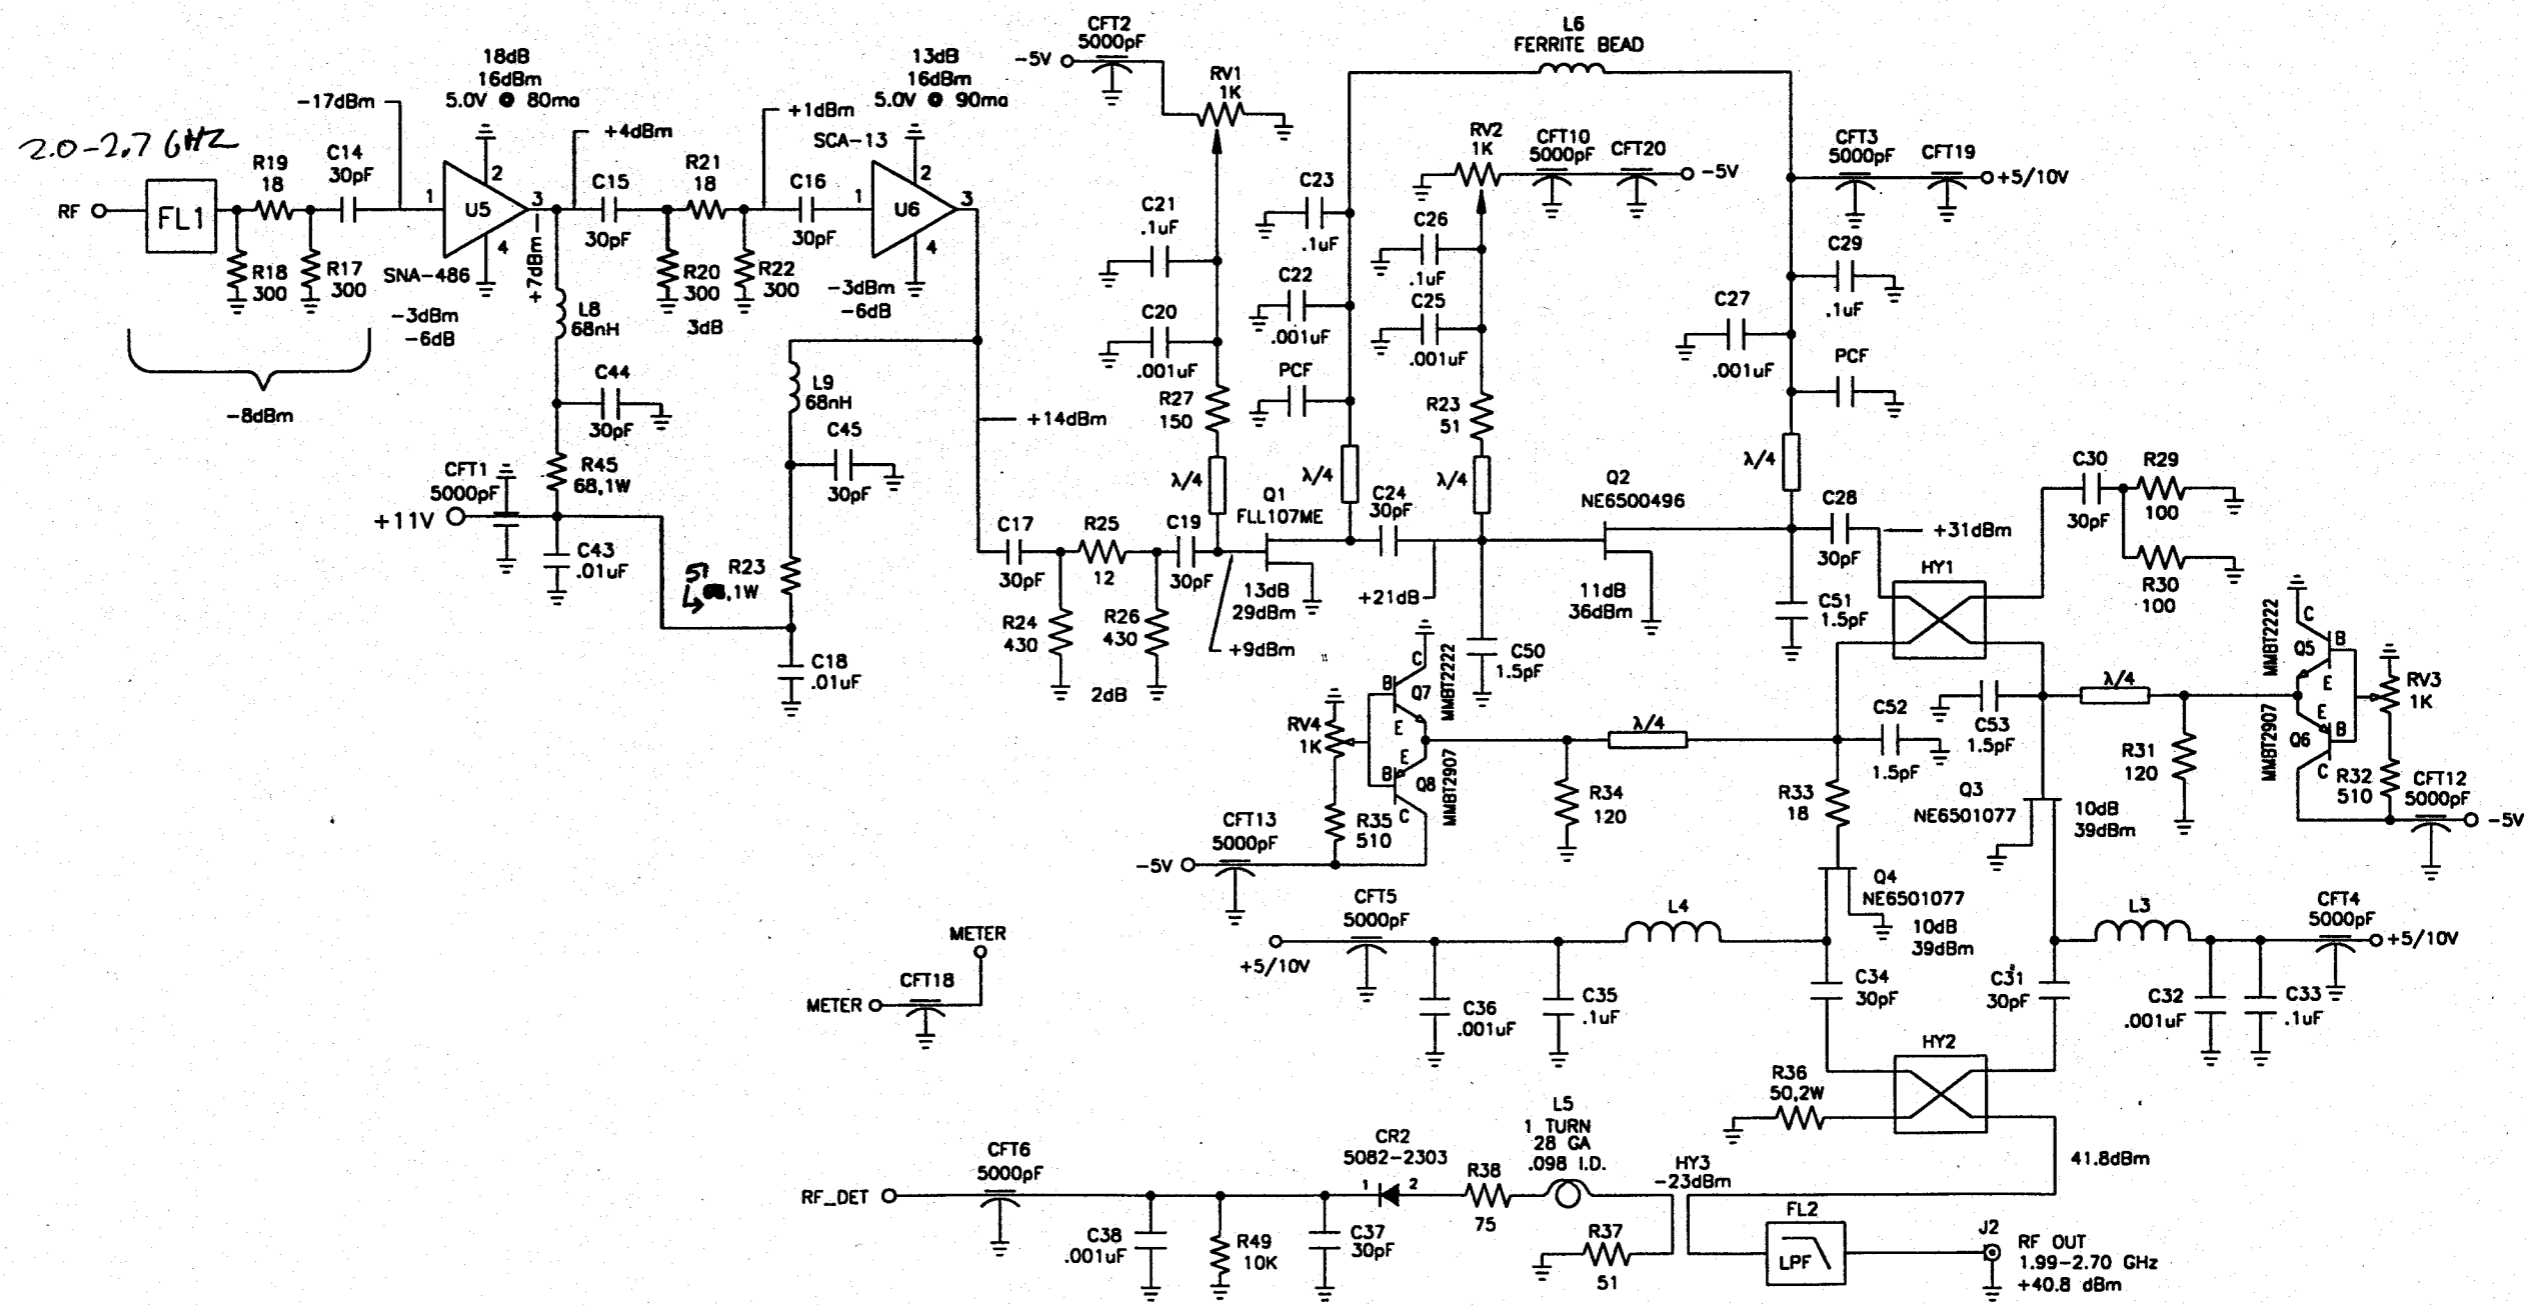 2.0-2.7 GHZ
RF
FL1
R19
18
C14
30pF
R18
300
R17
300
-8dBm
-17dBm
18dB
16dBm
5.0V @ 80ma
1
2
U5
3
4
SNA-486
-3dBm
-6dB
+7dBm
+4dBm
L8
68nH
C44
30pF
R45
68,1W
CFT1
5000pF
+11V
C43
.01uF
C15
30pF
R21
18
R20
300
R22
300
3dB
+1dBm
C16
30pF
13dB
16dBm
5.0V @ 90ma
SCA-13
1
2
U6
3
4
-3dBm
-6dB
L9
68nH
C45
30pF
51
R23
,1W
C18
.01uF
+14dBm
C17
30pF
R25
12
C19
30pF
R24
430
R26
430
2dB
CFT2
5000pF
-5V
RV1
1K
C21
.1uF
C20
.001uF
R27
150
λ/4
Q1
FLL107ME
13dB
29dBm
+9dBm
L6
FERRITE BEAD
C23
.1uF
C22
.001uF
PCF
λ/4
C24
30pF
RV2
1K
CFT10
5000pF
CFT20
-5V
C26
.1uF
C25
.001uF
R23
51
λ/4
+21dB
C50
1.5pF
Q2
NE6500496
11dB
36dBm
CFT3
5000pF
CFT19
+5/10V
C29
.1uF
C27
.001uF
PCF
λ/4
C28
30pF
+31dBm
C51
1.5pF
HY1
C30
30pF
R29
100
R30
100
RV4
1K
B
C
Q7
E
MMBT2222
E
B
Q8
C
MMBT2907
R35
510
CFT13
5000pF
-5V
R34
120
λ/4
C52
1.5pF
C53
1.5pF
λ/4
R31
120
MMBT2222
C
B
Q5
E
E
Q6
B
C
MMBT2907
RV3
1K
R32
510
CFT12
5000pF
-5V
R33
18
Q3
NE6501077
10dB
39dBm
Q4
NE6501077
10dB
39dBm
CFT5
5000pF
+5/10V
C36
.001uF
C35
.1uF
L4
C34
30pF
C31
30pF
L3
CFT4
5000pF
+5/10V
C32
.001uF
C33
.1uF
METER
METER
CFT18
HY2
R36
50,2W
41.8dBm
RF_DET
CFT6
5000pF
C38
.001uF
R49
10K
C37
30pF
CR2
5082-2303
1
2
R38
75
L5
1 TURN
28 GA
.098 I.D.
HY3
-23dBm
R37
51
FL2
LPF
J2
RF OUT
1.99-2.70 GHz
+40.8 dBm